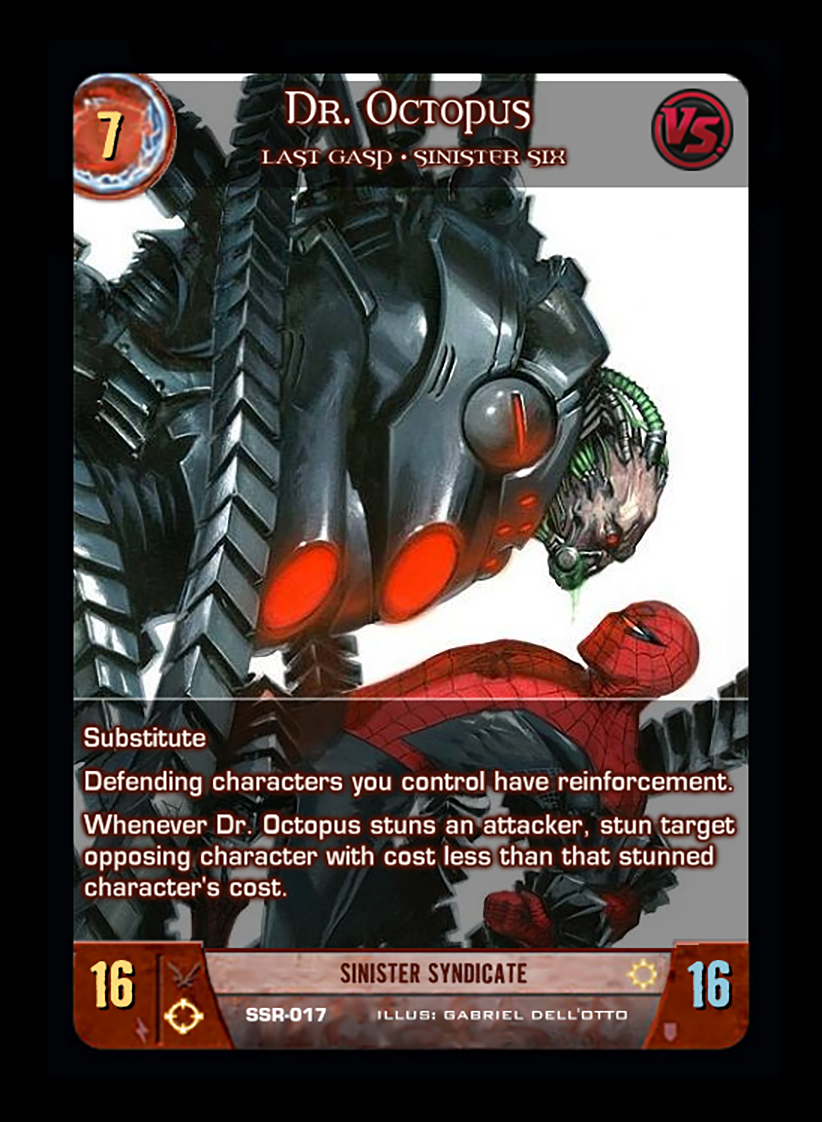 7
DR. OCTOPUS
VS.
LAST GASP • SINISTER SIX
Substitute
Defending characters you control have reinforcement.
Whenever Dr. Octopus stuns an attacker, stun target
opposing character with cost less than that stunned
character's cost.
16
SINISTER SYNDICATE
16
SSR-017
ILLUS: GABRIEL DELL'OTTO